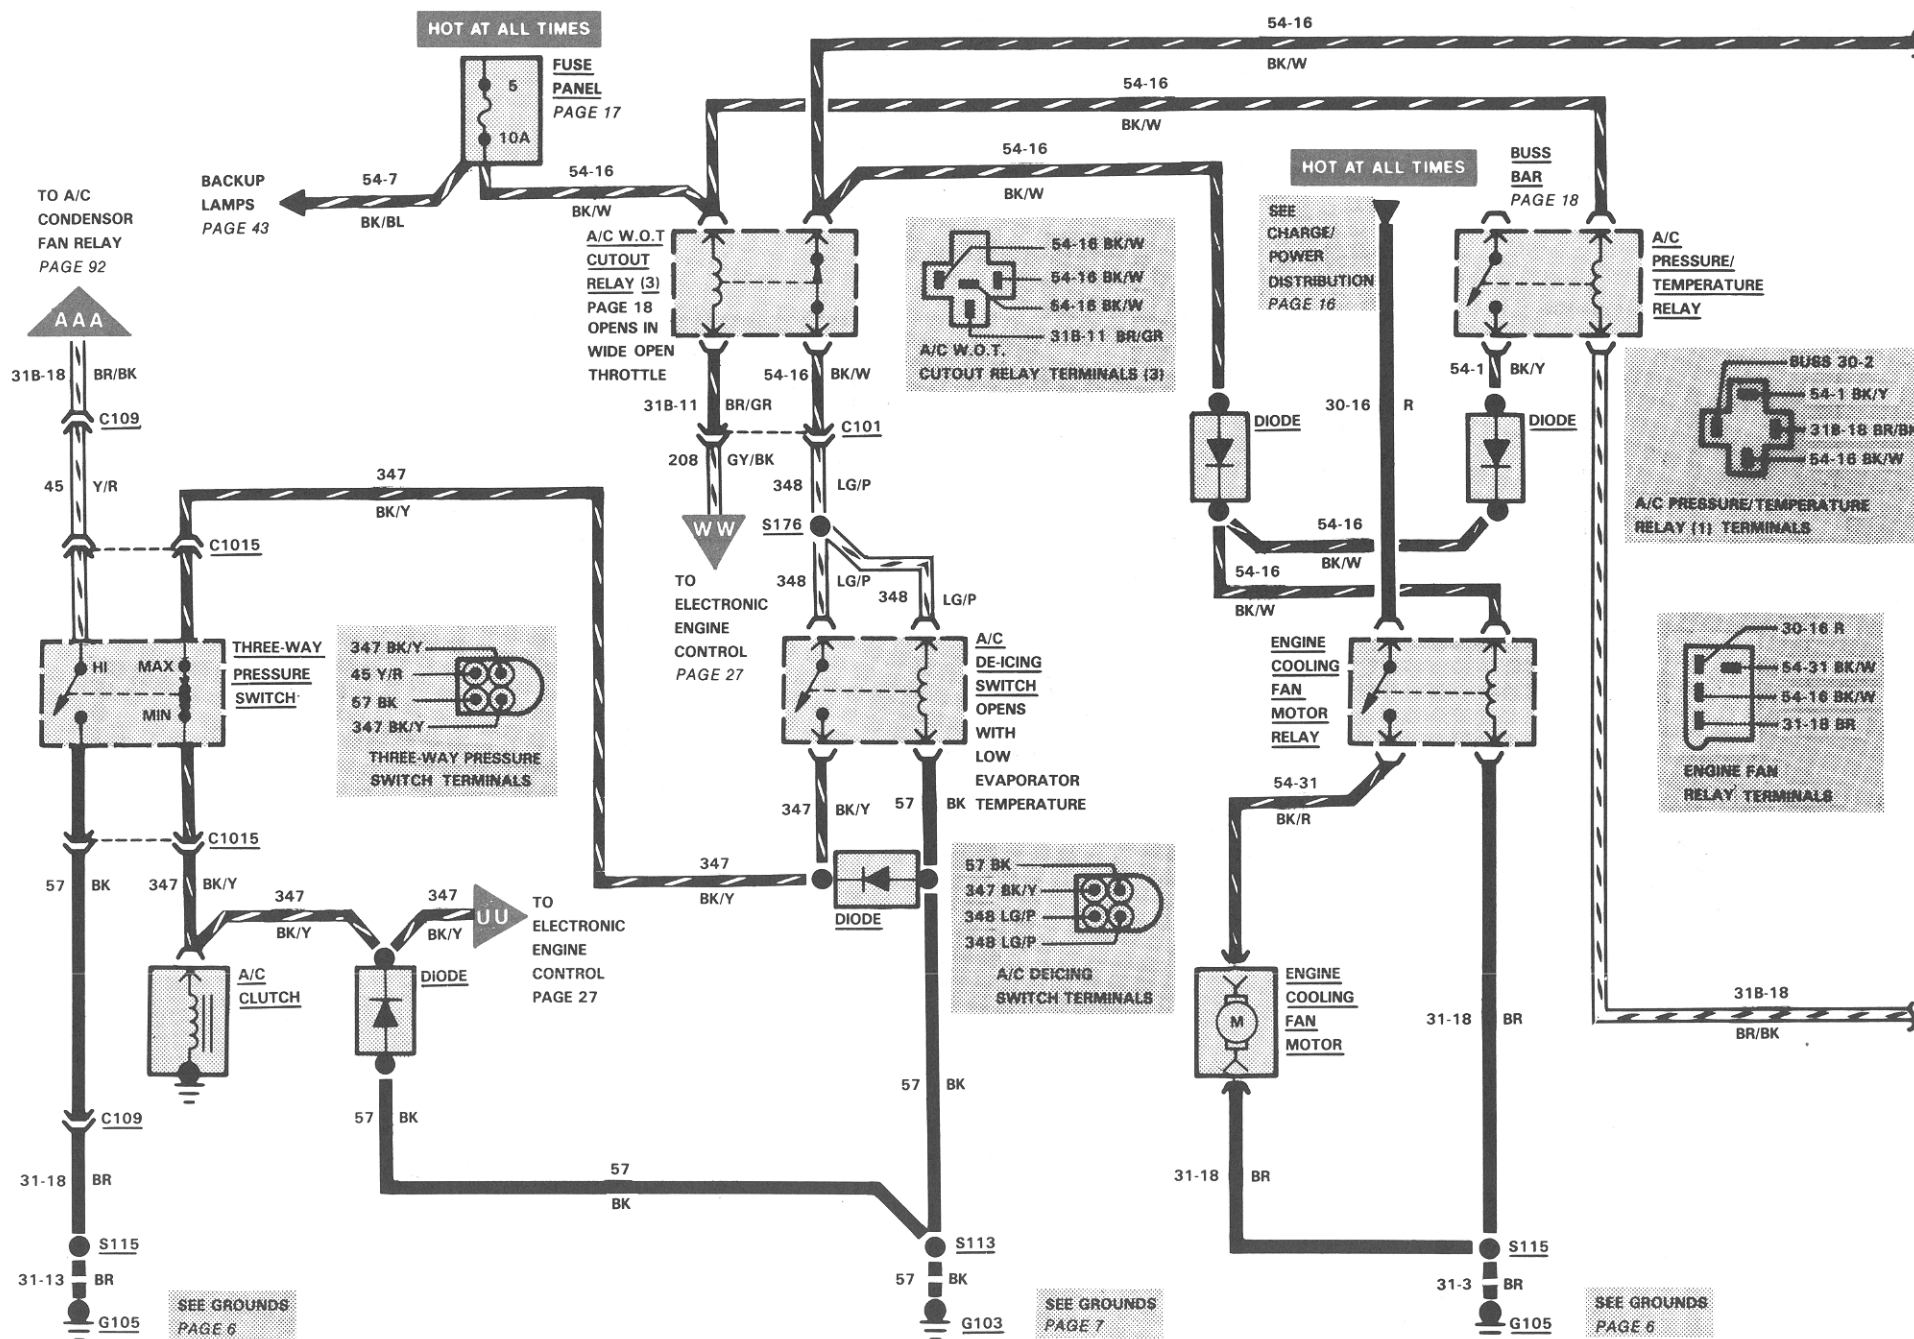 HOT AT ALL TIMES
5
10A
FUSE
PANEL
PAGE 17
54-16
BK/W
54-16
BK/W
54-16
BK/W
54-16
BK/W
54-7
BK/BL
BACKUP
LAMPS
PAGE 43
TO A/C
CONDENSOR
FAN RELAY
PAGE 92
AAA
31B-18
BR/BK
C109
45
Y/R
347
BK/Y
C1015
HI
MAX
MIN
THREE-WAY
PRESSURE
SWITCH
347 BK/Y
45 Y/R
57 BK
347 BK/Y
THREE-WAY PRESSURE
SWITCH TERMINALS
C1015
57
BK
347
BK/Y
347
BK/Y
347
BK/Y
UU
TO
ELECTRONIC
ENGINE
CONTROL
PAGE 27
A/C
CLUTCH
DIODE
57
BK
C109
31-18
BR
S115
31-13
BR
G105
SEE GROUNDS
PAGE 6
57
BK
A/C W.O.T
CUTOUT
RELAY (3)
PAGE 18
OPENS IN
WIDE OPEN
THROTTLE
54-16 BK/W
54-16 BK/W
54-16 BK/W
31B-11 BR/GR
A/C W.O.T.
CUTOUT RELAY TERMINALS (3)
54-16
BK/W
31B-11
BR/GR
C101
208
GY/BK
348
LG/P
WW
S176
TO
ELECTRONIC
ENGINE
CONTROL
PAGE 27
348
LG/P
348
LG/P
A/C
DE-ICING
SWITCH
OPENS
WITH
LOW
EVAPORATOR
TEMPERATURE
347
BK/Y
57
BK
347
BK/Y
DIODE
57 BK
347 BK/Y
348 LG/P
348 LG/P
A/C DEICING
SWITCH TERMINALS
57
BK
S113
57
BK
G103
SEE GROUNDS
PAGE 7
HOT AT ALL TIMES
SEE
CHARGE/
POWER
DISTRIBUTION
PAGE 16
BUSS
BAR
PAGE 18
A/C
PRESSURE/
TEMPERATURE
RELAY
54-1
BK/Y
30-16
R
DIODE
DIODE
BUSS 30-2
54-1 BK/Y
31B-18 BR/BK
54-16 BK/W
A/C PRESSURE/TEMPERATURE
RELAY (1) TERMINALS
54-16
BK/W
54-16
BK/W
ENGINE
COOLING
FAN
MOTOR
RELAY
30-16 R
54-31 BK/W
54-16 BK/W
31-18 BR
ENGINE FAN
RELAY TERMINALS
54-31
BK/R
M
ENGINE
COOLING
FAN
MOTOR
31-18
BR
31B-18
BR/BK
31-18
BR
S115
31-3
BR
G105
SEE GROUNDS
PAGE 6